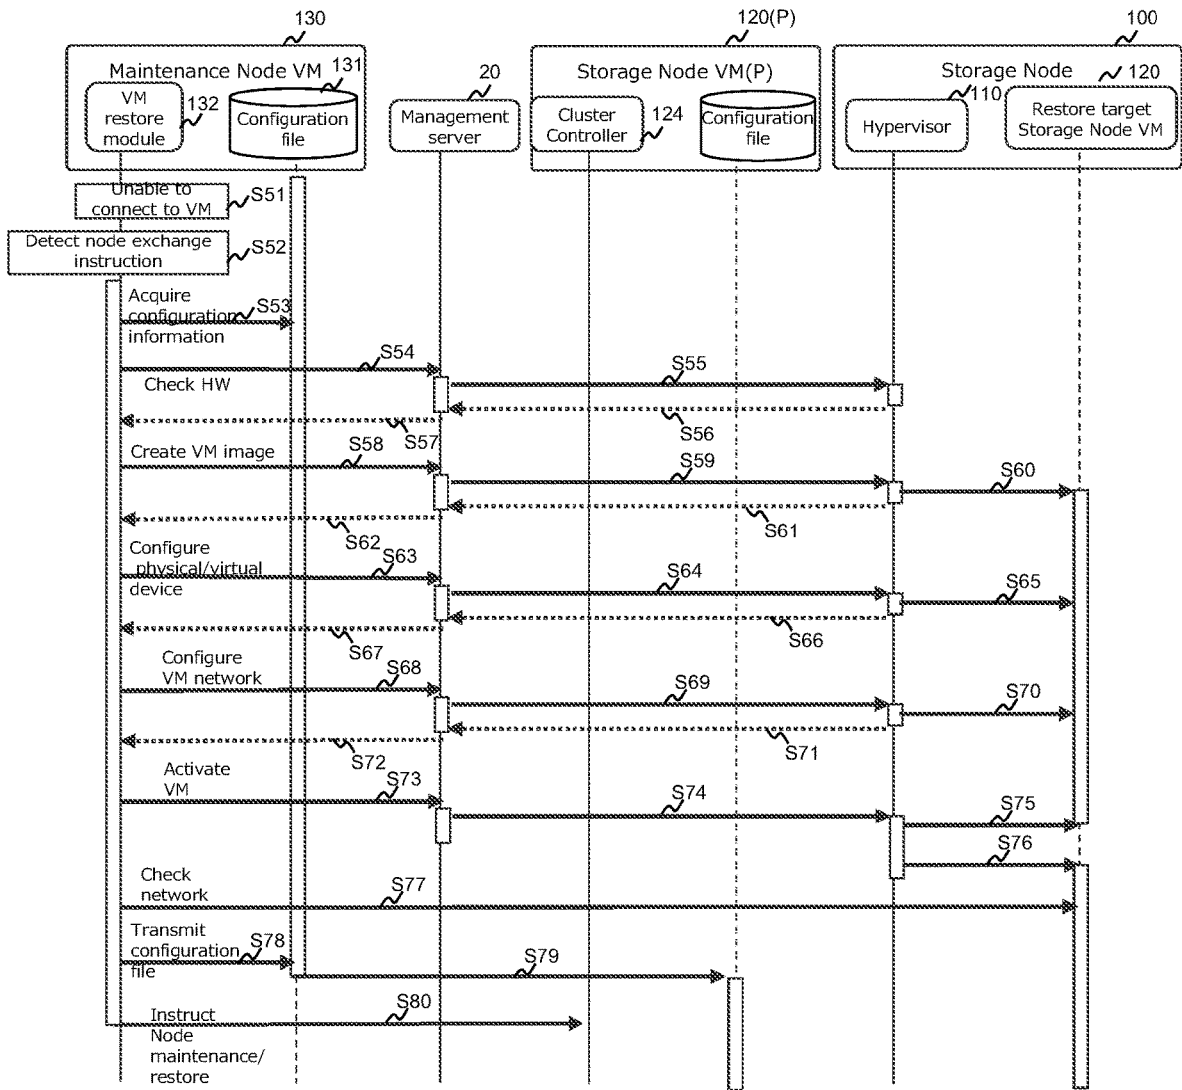 130
120(P)
100
Maintenance Node VM
131
Storage Node VM(P)
Storage Node
120
VM
restore
module
132
Configuration
file
20
Management
server
Cluster
Controller
124
Configuration
file
110
Hypervisor
Restore target
Storage Node VM
Unable to
connect to VM
S51
Detect node exchange
instruction
S52
Acquire
configuration
information
S53
S54
Check HW
S55
S56
S57
Create VM image
S58
S59
S60
S61
S62
Configure
physical/virtual
device
S63
S64
S65
S66
S67
Configure
VM network
S68
S69
S70
S71
S72
Activate
VM
S73
S74
S75
S76
Check
network
S77
Transmit
configuration
file
S78
S79
S80
Instruct
Node
maintenance/
restore